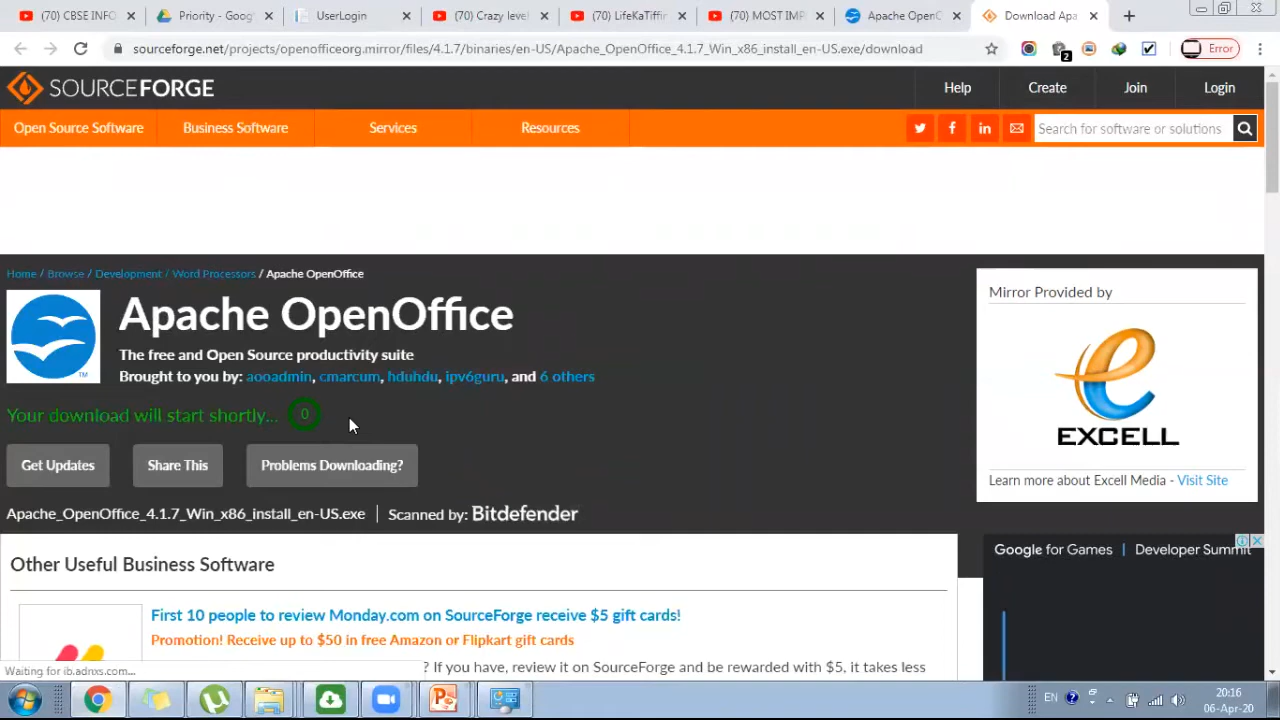 (70) CBSE INFO
Priority - Goog
UserLogin
(70) Crazy level
(70) LifeKaTiffir
(70) MOST IMP
Apache OpenO
Download Apa
sourceforge.net/projects/openofficeorg.mirror/files/4.1.7/binaries/en-US/Apache_OpenOffice_4.1.7_Win_x86_install_en-US.exe/download
2
Error
SOURCEFORGE
Help
Create
Join
Login
Open Source Software
Business Software
Services
Resources
Search for software or solutions
Home / Browse / Development / Word Processors / Apache OpenOffice
Apache OpenOffice
The free and Open Source productivity suite
Brought to you by: aooadmin, cmarcum, hduhdu, ipv6guru, and 6 others
Your download will start shortly... 0
Get Updates
Share This
Problems Downloading?
Apache_OpenOffice_4.1.7_Win_x86_install_en-US.exe | Scanned by: Bitdefender
Mirror Provided by
EXCELL
Learn more about Excell Media - Visit Site
Other Useful Business Software
First 10 people to review Monday.com on SourceForge receive $5 gift cards!
Promotion! Receive up to $50 in free Amazon or Flipkart gift cards
? If you have, review it on SourceForge and be rewarded with $5, it takes less
Google for Games | Developer Summit
Waiting for ib.adnxs.com...
EN
20:16
06-Apr-20